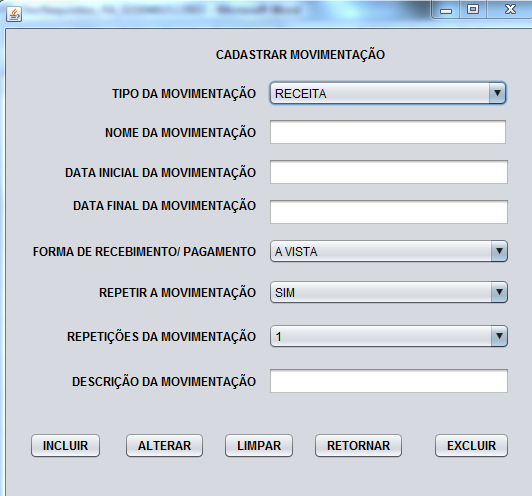 CADASTRAR MOVIMENTAÇÃO
TIPO DA MOVIMENTAÇÃO RECEITA
NOME DA MOVIMENTAÇÃO
DATA INICIAL DA MOVIMENTAÇÃO
DATA FINAL DA MOVIMENTAÇÃO
FORMA DE RECEBIMENTO/ PAGAMENTO A VISTA
REPETIR A MOVIMENTAÇÃO SIM
REPETIÇÕES DA MOVIMENTAÇÃO 1
DESCRIÇÃO DA MOVIMENTAÇÃO
INCLUIR ALTERAR LIMPAR RETORNAR EXCLUIR